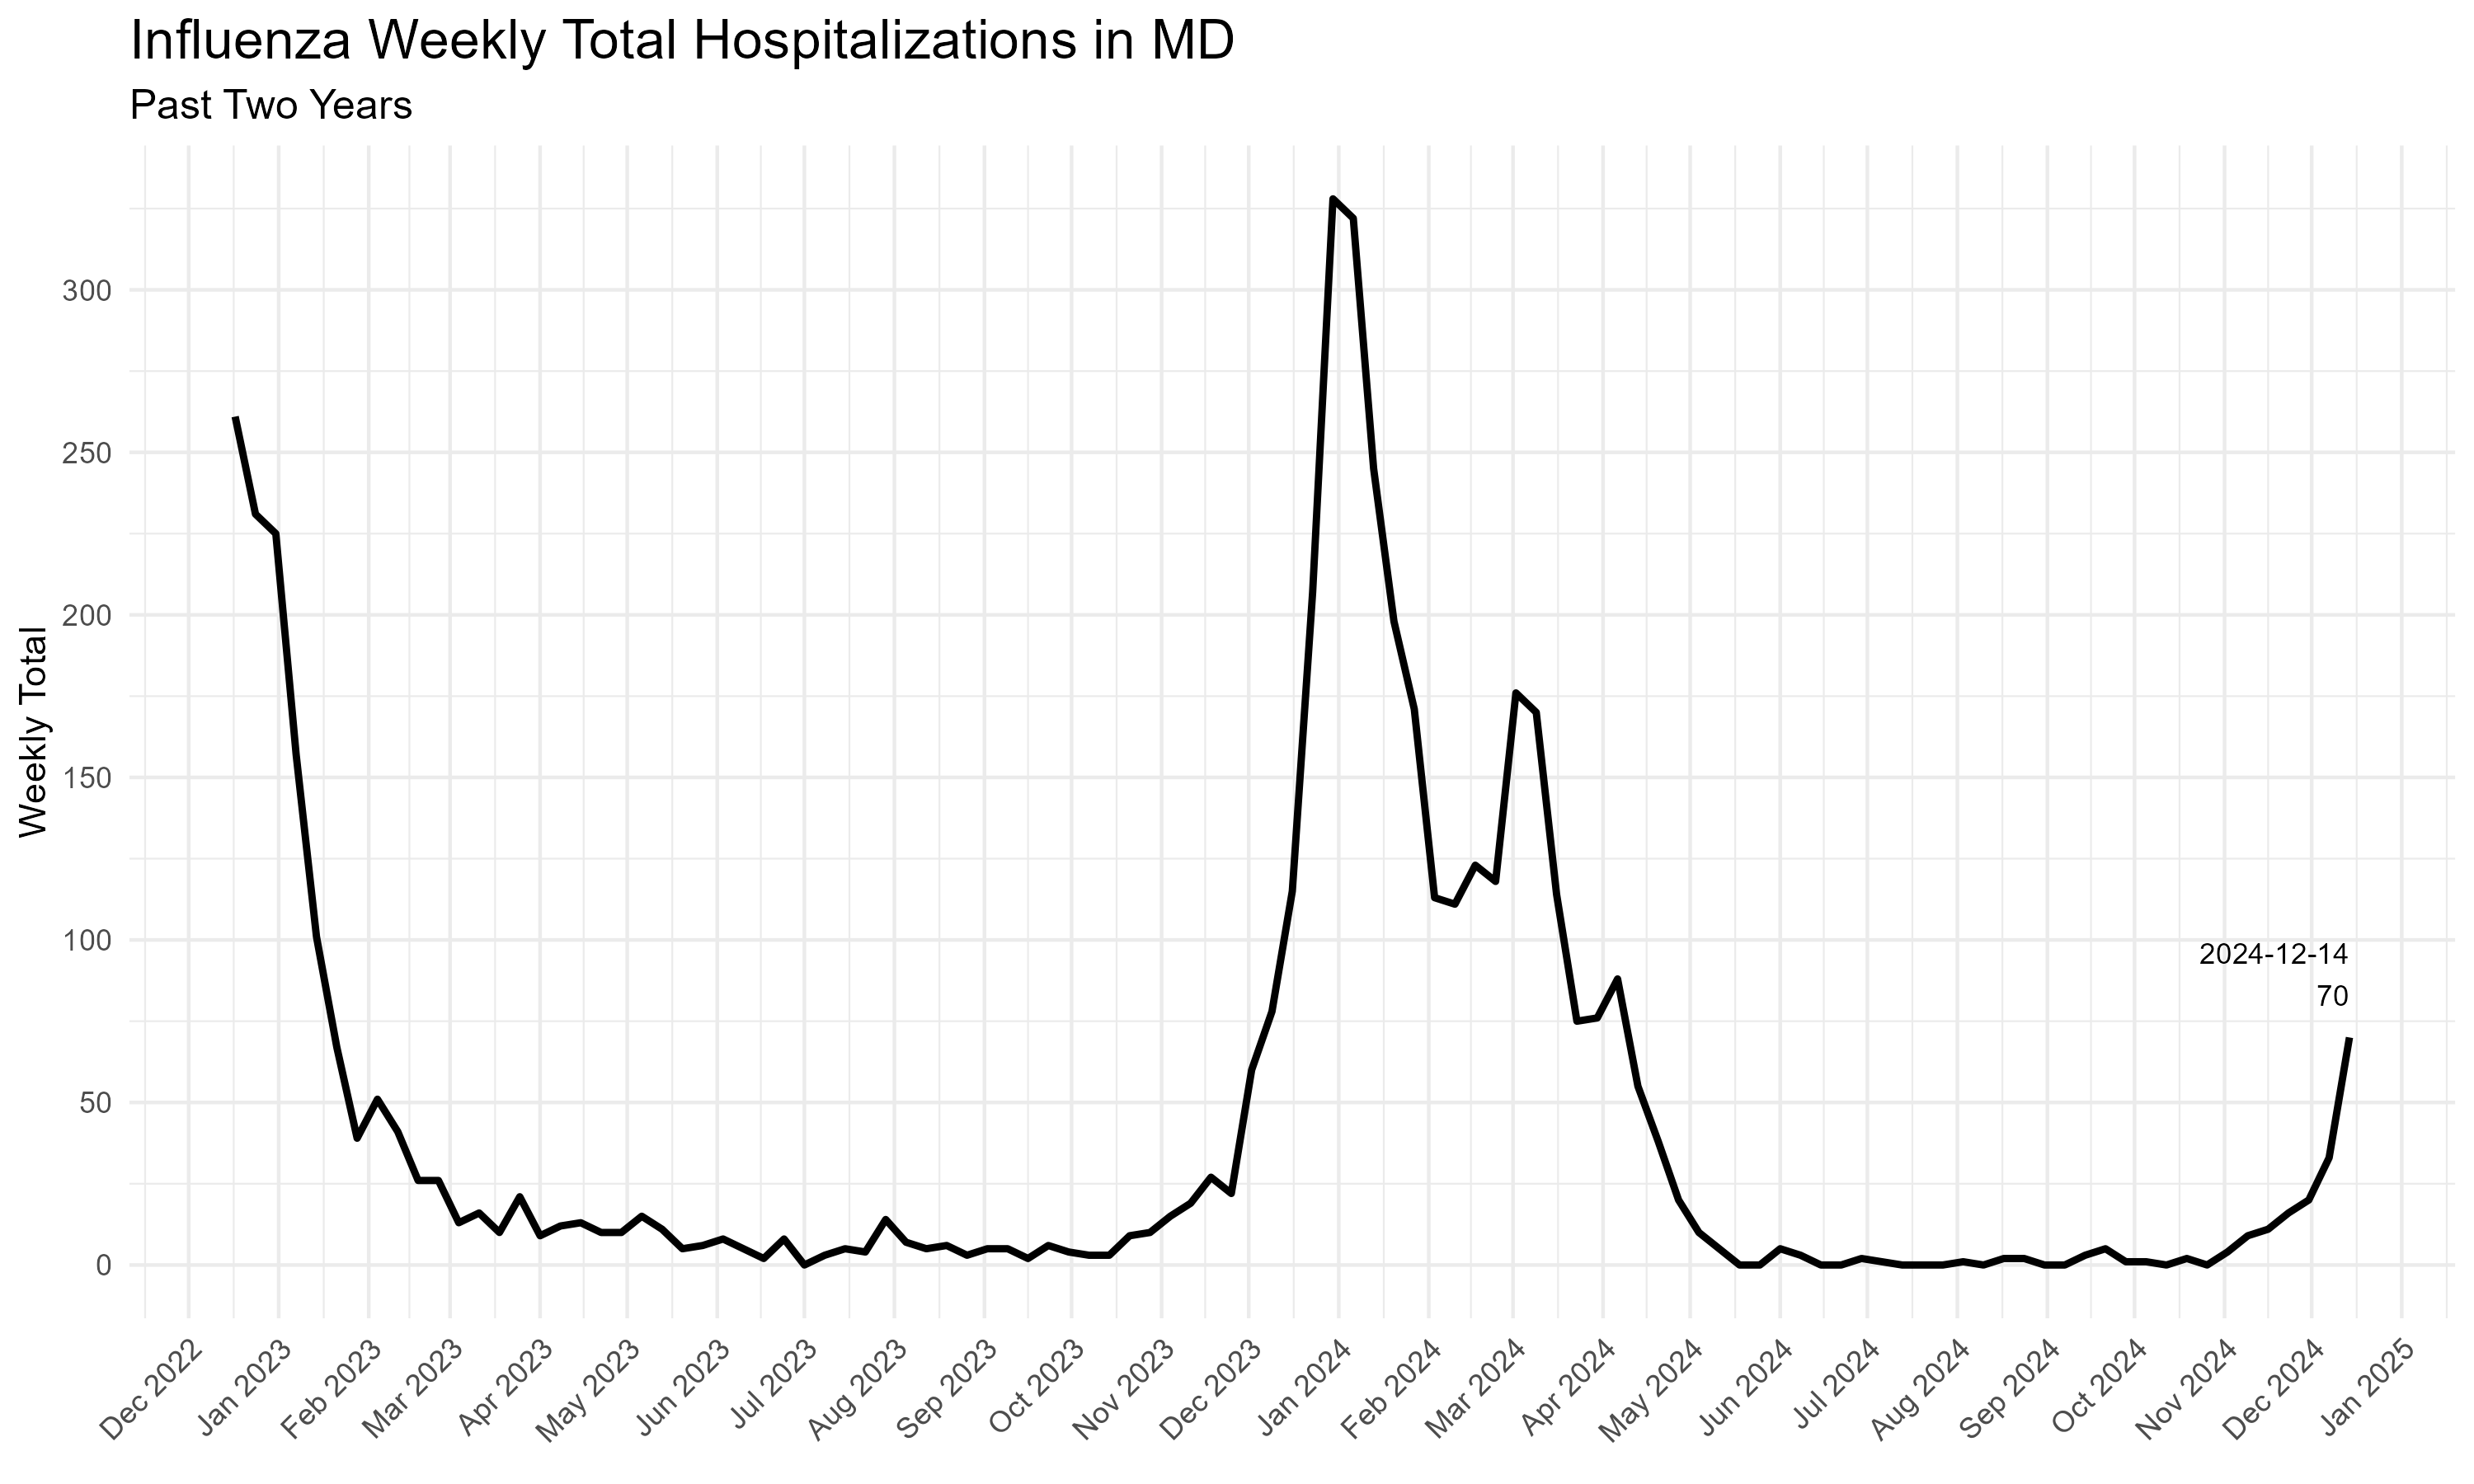 Influenza Weekly Total Hospitalizations in MD
Past Two Years
Weekly Total
300
250
200
150
100
50
0
2024-12-14
70
Dec 2022
Jan 2023
Feb 2023
Mar 2023
Apr 2023
May 2023
Jun 2023
Jul 2023
Aug 2023
Sep 2023
Oct 2023
Nov 2023
Dec 2023
Jan 2024
Feb 2024
Mar 2024
Apr 2024
May 2024
Jun 2024
Jul 2024
Aug 2024
Sep 2024
Oct 2024
Nov 2024
Dec 2024
Jan 2025